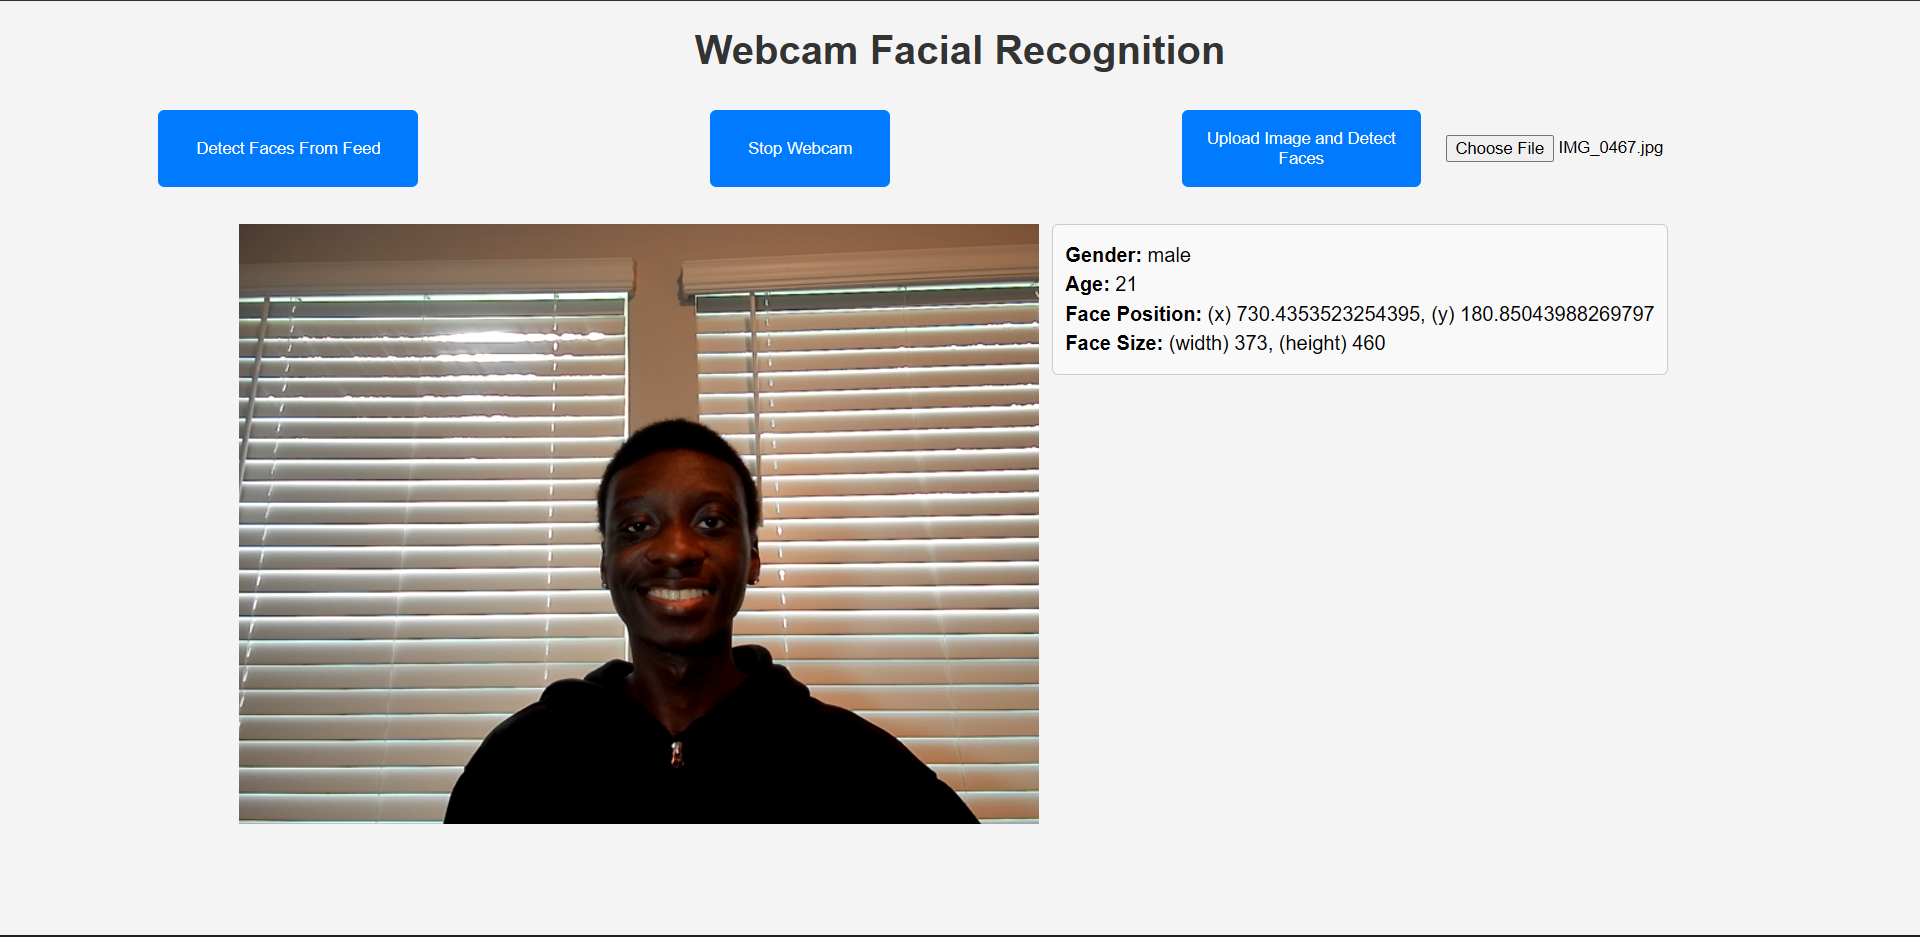 Webcam Facial Recognition
Detect Faces From Feed
Stop Webcam
Upload Image and Detect
Faces
Choose File IMG_0467.jpg
Gender: male
Age: 21
Face Position: (x) 730.4353523254395, (y) 180.85043988269797
Face Size: (width) 373, (height) 460